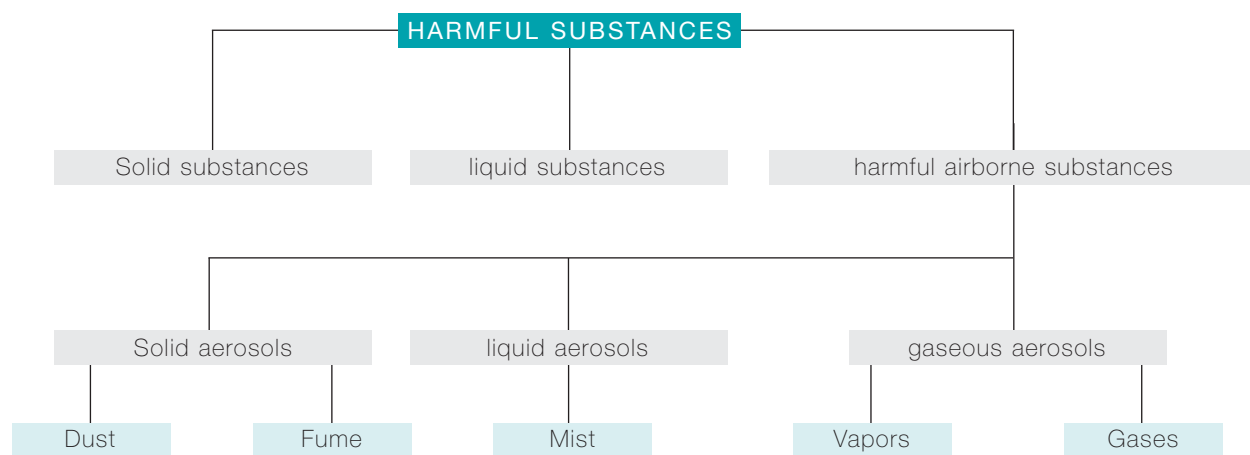 HARMFUL SUBSTANCES
Solid substances
liquid substances
harmful airborne substances
Solid aerosols
liquid aerosols
gaseous aerosols
Dust
Fume
Mist
Vapors
Gases